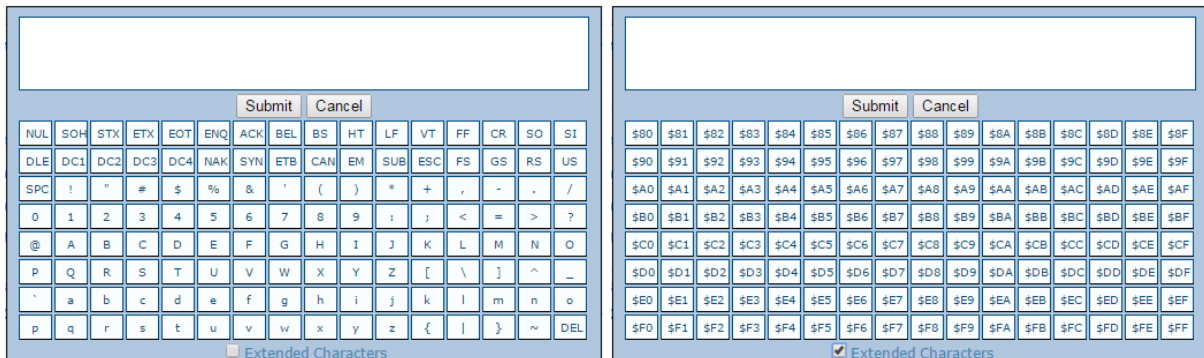 Submit Cancel
NUL SOH STX ETX EOT ENQ ACK BEL BS HT LF VT FF CR SO SI
DLE DC1 DC2 DC3 DC4 NAK SYN ETB CAN EM SUB ESC FS GS RS US
SPC ! " # $ % & ' ( ) * + , - . /
0 1 2 3 4 5 6 7 8 9 : ; < = > ?
@ A B C D E F G H I J K L M N O
P Q R S T U V W X Y Z [ \ ] ^ _
` a b c d e f g h i j k l m n o
p q r s t u v w x y z { | } ~ DEL
Extended Characters
Submit Cancel
$80 $81 $82 $83 $84 $85 $86 $87 $88 $89 $8A $8B $8C $8D $8E $8F
$90 $91 $92 $93 $94 $95 $96 $97 $98 $99 $9A $9B $9C $9D $9E $9F
$A0 $A1 $A2 $A3 $A4 $A5 $A6 $A7 $A8 $A9 $AA $AB $AC $AD $AE $AF
$B0 $B1 $B2 $B3 $B4 $B5 $B6 $B7 $B8 $B9 $BA $BB $BC $BD $BE $BF
$C0 $C1 $C2 $C3 $C4 $C5 $C6 $C7 $C8 $C9 $CA $CB $CC $CD $CE $CF
$D0 $D1 $D2 $D3 $D4 $D5 $D6 $D7 $D8 $D9 $DA $DB $DC $DD $DE $DF
$E0 $E1 $E2 $E3 $E4 $E5 $E6 $E7 $E8 $E9 $EA $EB $EC $ED $EE $EF
$F0 $F1 $F2 $F3 $F4 $F5 $F6 $F7 $F8 $F9 $FA $FB $FC $FD $FE $FF
Extended Characters